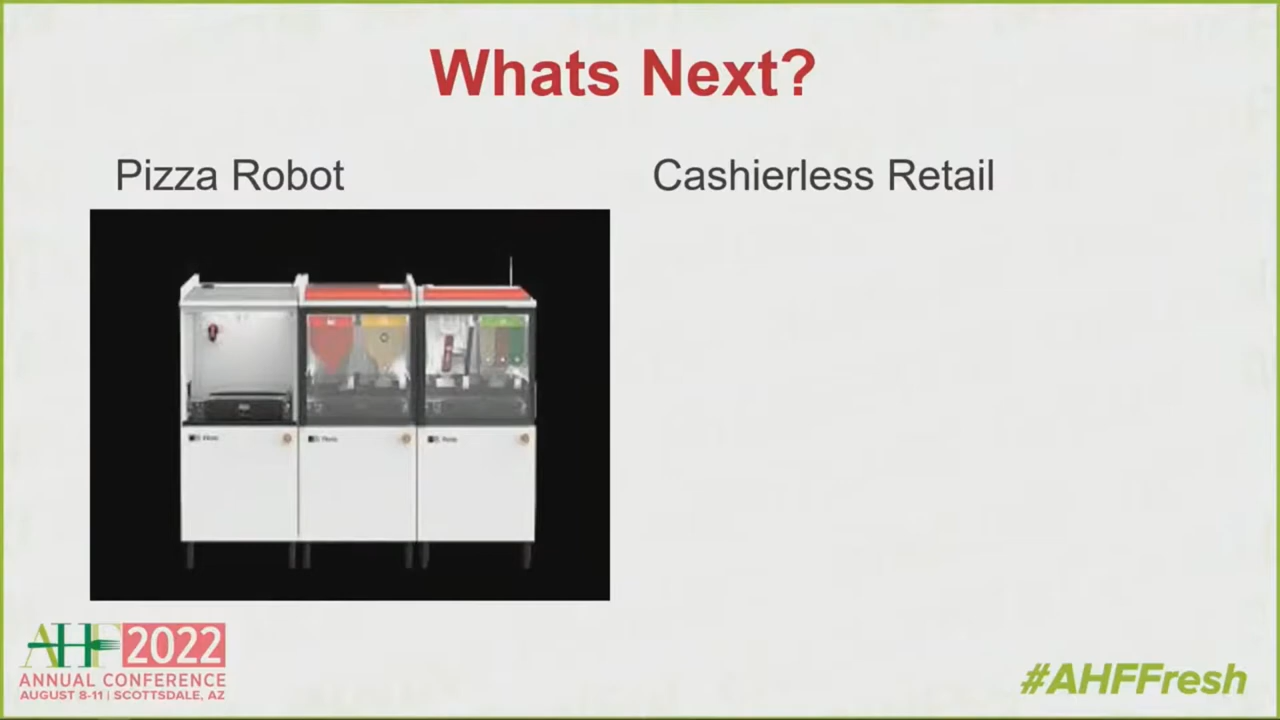 Whats Next?
Pizza Robot
Cashierless Retail
AHF 2022
ANNUAL CONFERENCE
AUGUST 8-11 | SCOTTSDALE, AZ
#AHFFresh